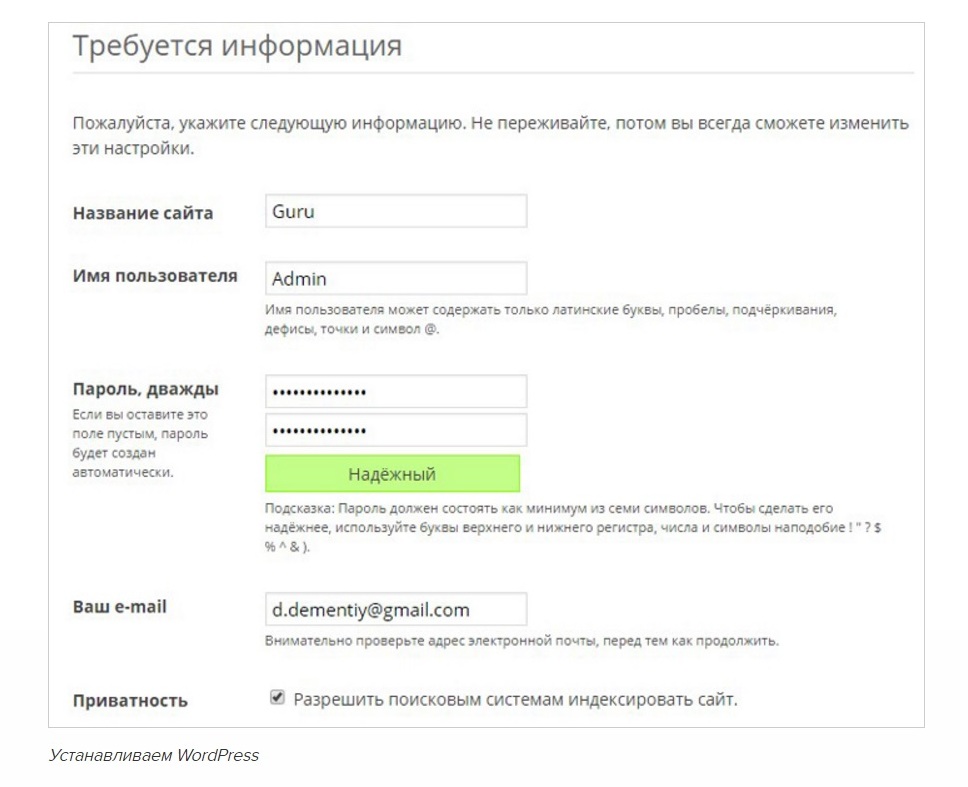 Требуется информация
Пожалуйста, укажите следующую информацию. Не переживайте, потом вы всегда сможете изменить
эти настройки.
Название сайта
Guru
Имя пользователя
Admin
Имя пользователя может содержать только латинские буквы, пробелы, подчёркивания,
дефисы, точки и символ @.
Пароль, дважды
Если вы оставите это
поле пустым, пароль
будет создан
автоматически.
••••••••••••••
••••••••••••••
Надёжный
Подсказка: Пароль должен состоять как минимум из семи символов. Чтобы сделать его
надёжнее, используйте буквы верхнего и нижнего регистра, числа и символы наподобие ! " ? $
% ^ & ).
Ваш e-mail
d.dementiy@gmail.com
Внимательно проверьте адрес электронной почты, перед тем как продолжить.
Приватность
Разрешить поисковым системам индексировать сайт.
Устанавливаем WordPress